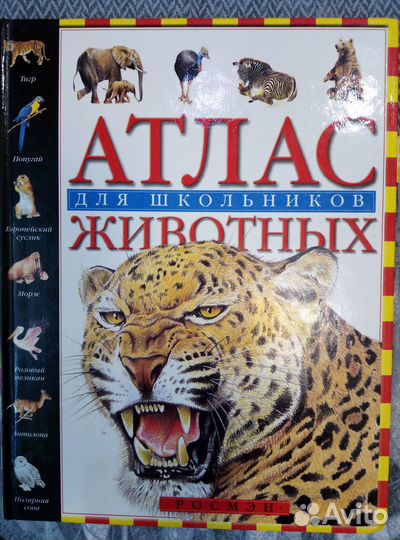 АТЛАС
ДЛЯ ШКОЛЬНИКОВ
ЖИВОТНЫХ
Тигр
Попугай
Европейский
суслик
Морж
Розовый
пеликан
Антилопа
Полярная
сова
РОСМЭН
Avito